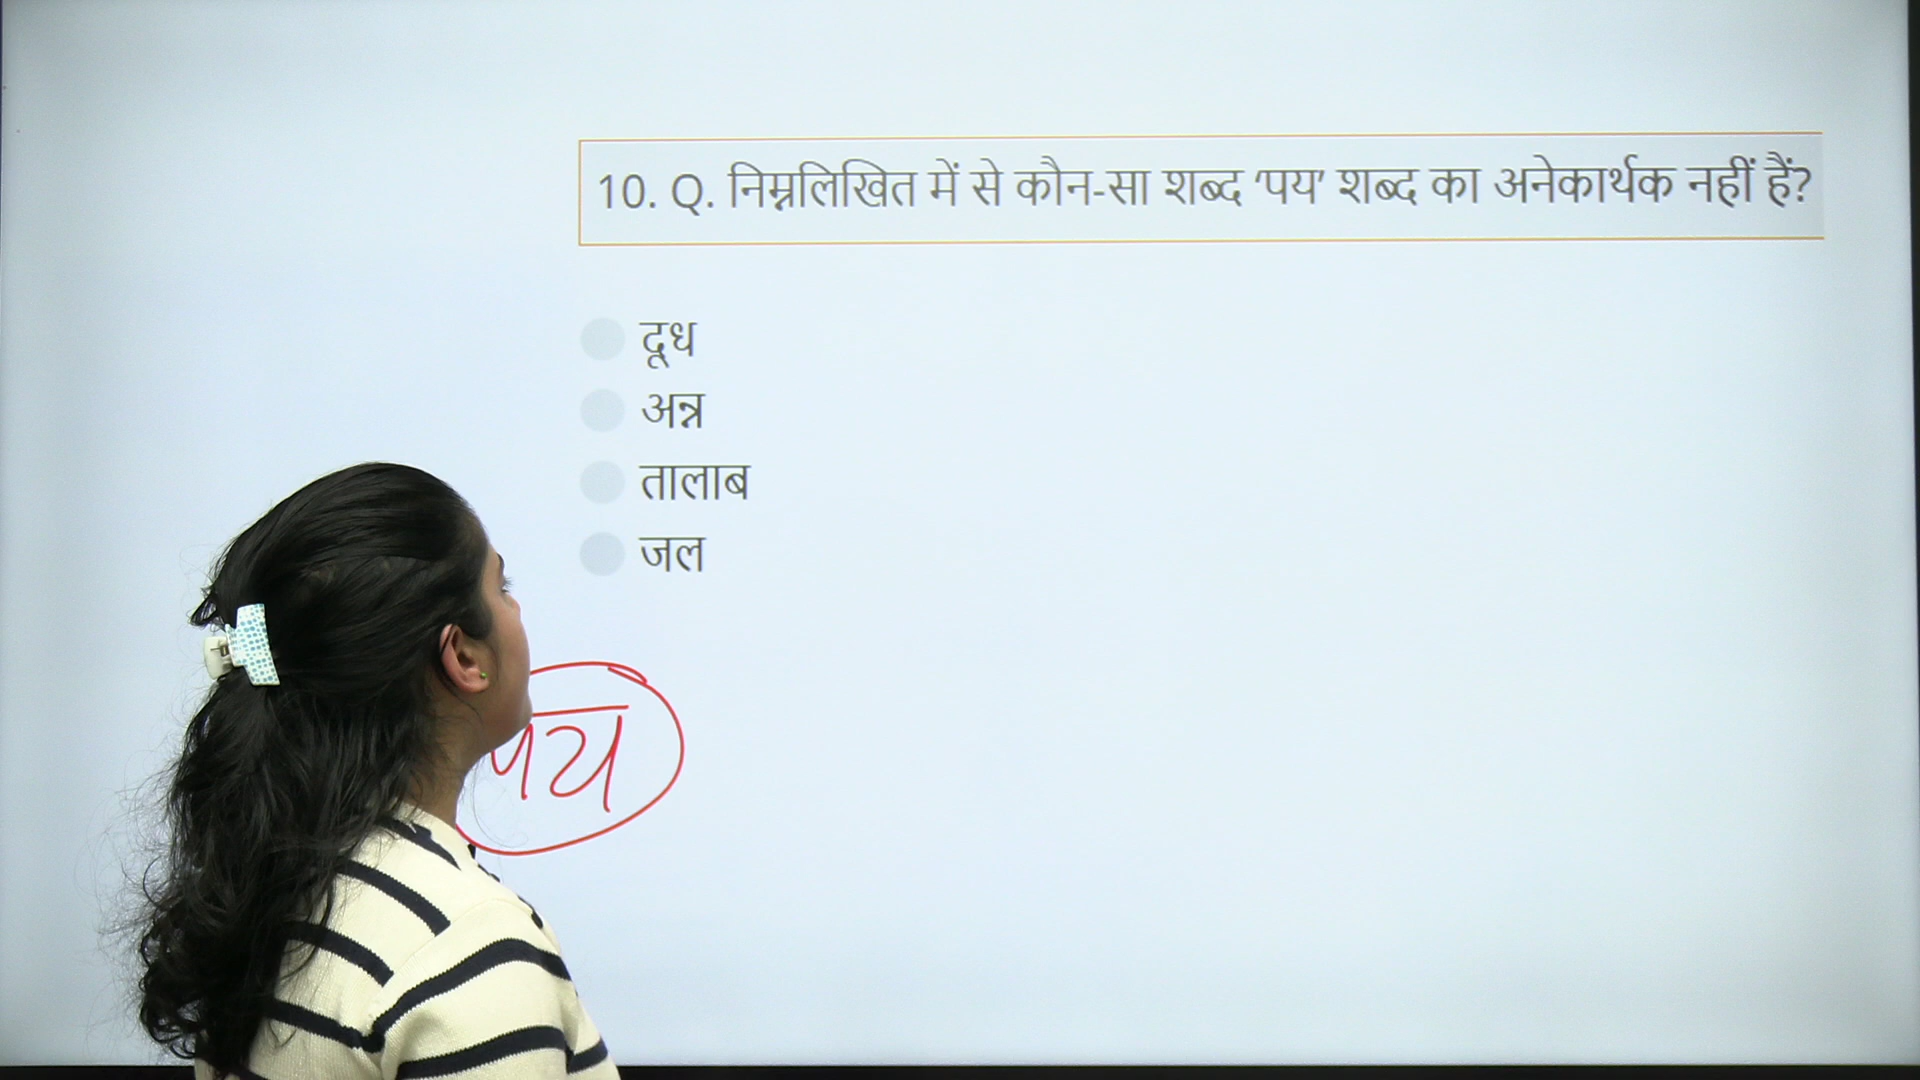 10. Q. निम्नलिखित में से कौन-सा शब्द ‘पय’ शब्द का अनेकार्थक नहीं हैं?
दूध
अन्न
तालाब
जल
पय